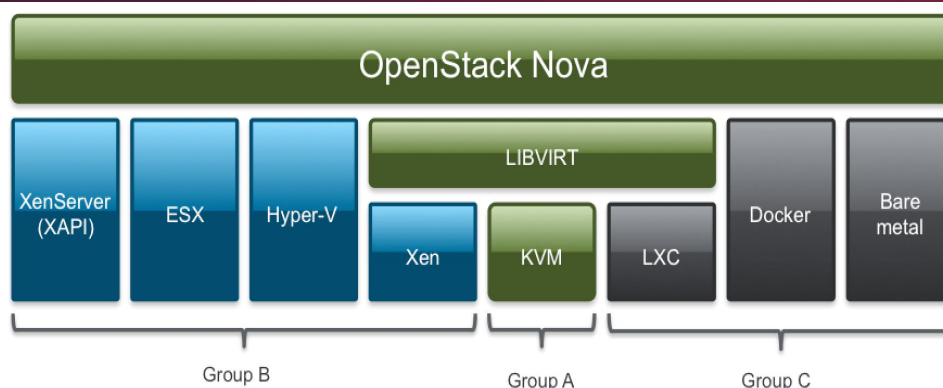 OpenStack Nova
LIBVIRT
XenServer
(XAPI)
ESX
Hyper-V
Xen
KVM
LXC
Docker
Bare
metal
Group B
Group A
Group C